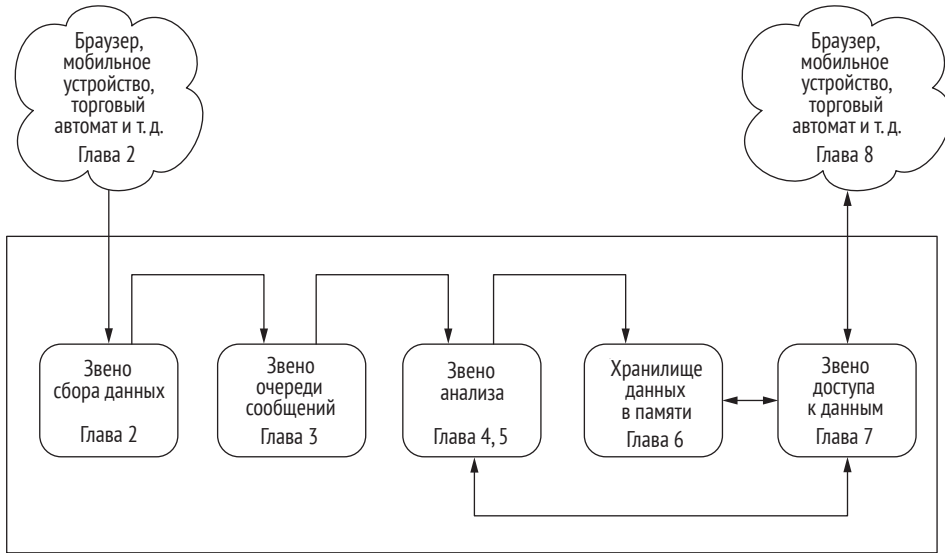 Браузер,
мобильное
устройство,
торговый
автомат и т. д.
Глава 2
Браузер,
мобильное
устройство,
торговый
автомат и т. д.
Глава 8
Звено
сбора данных
Глава 2
Звено
очереди
сообщений
Глава 3
Звено
анализа
Глава 4, 5
Хранилище
данных
в памяти
Глава 6
Звено
доступа
к данным
Глава 7